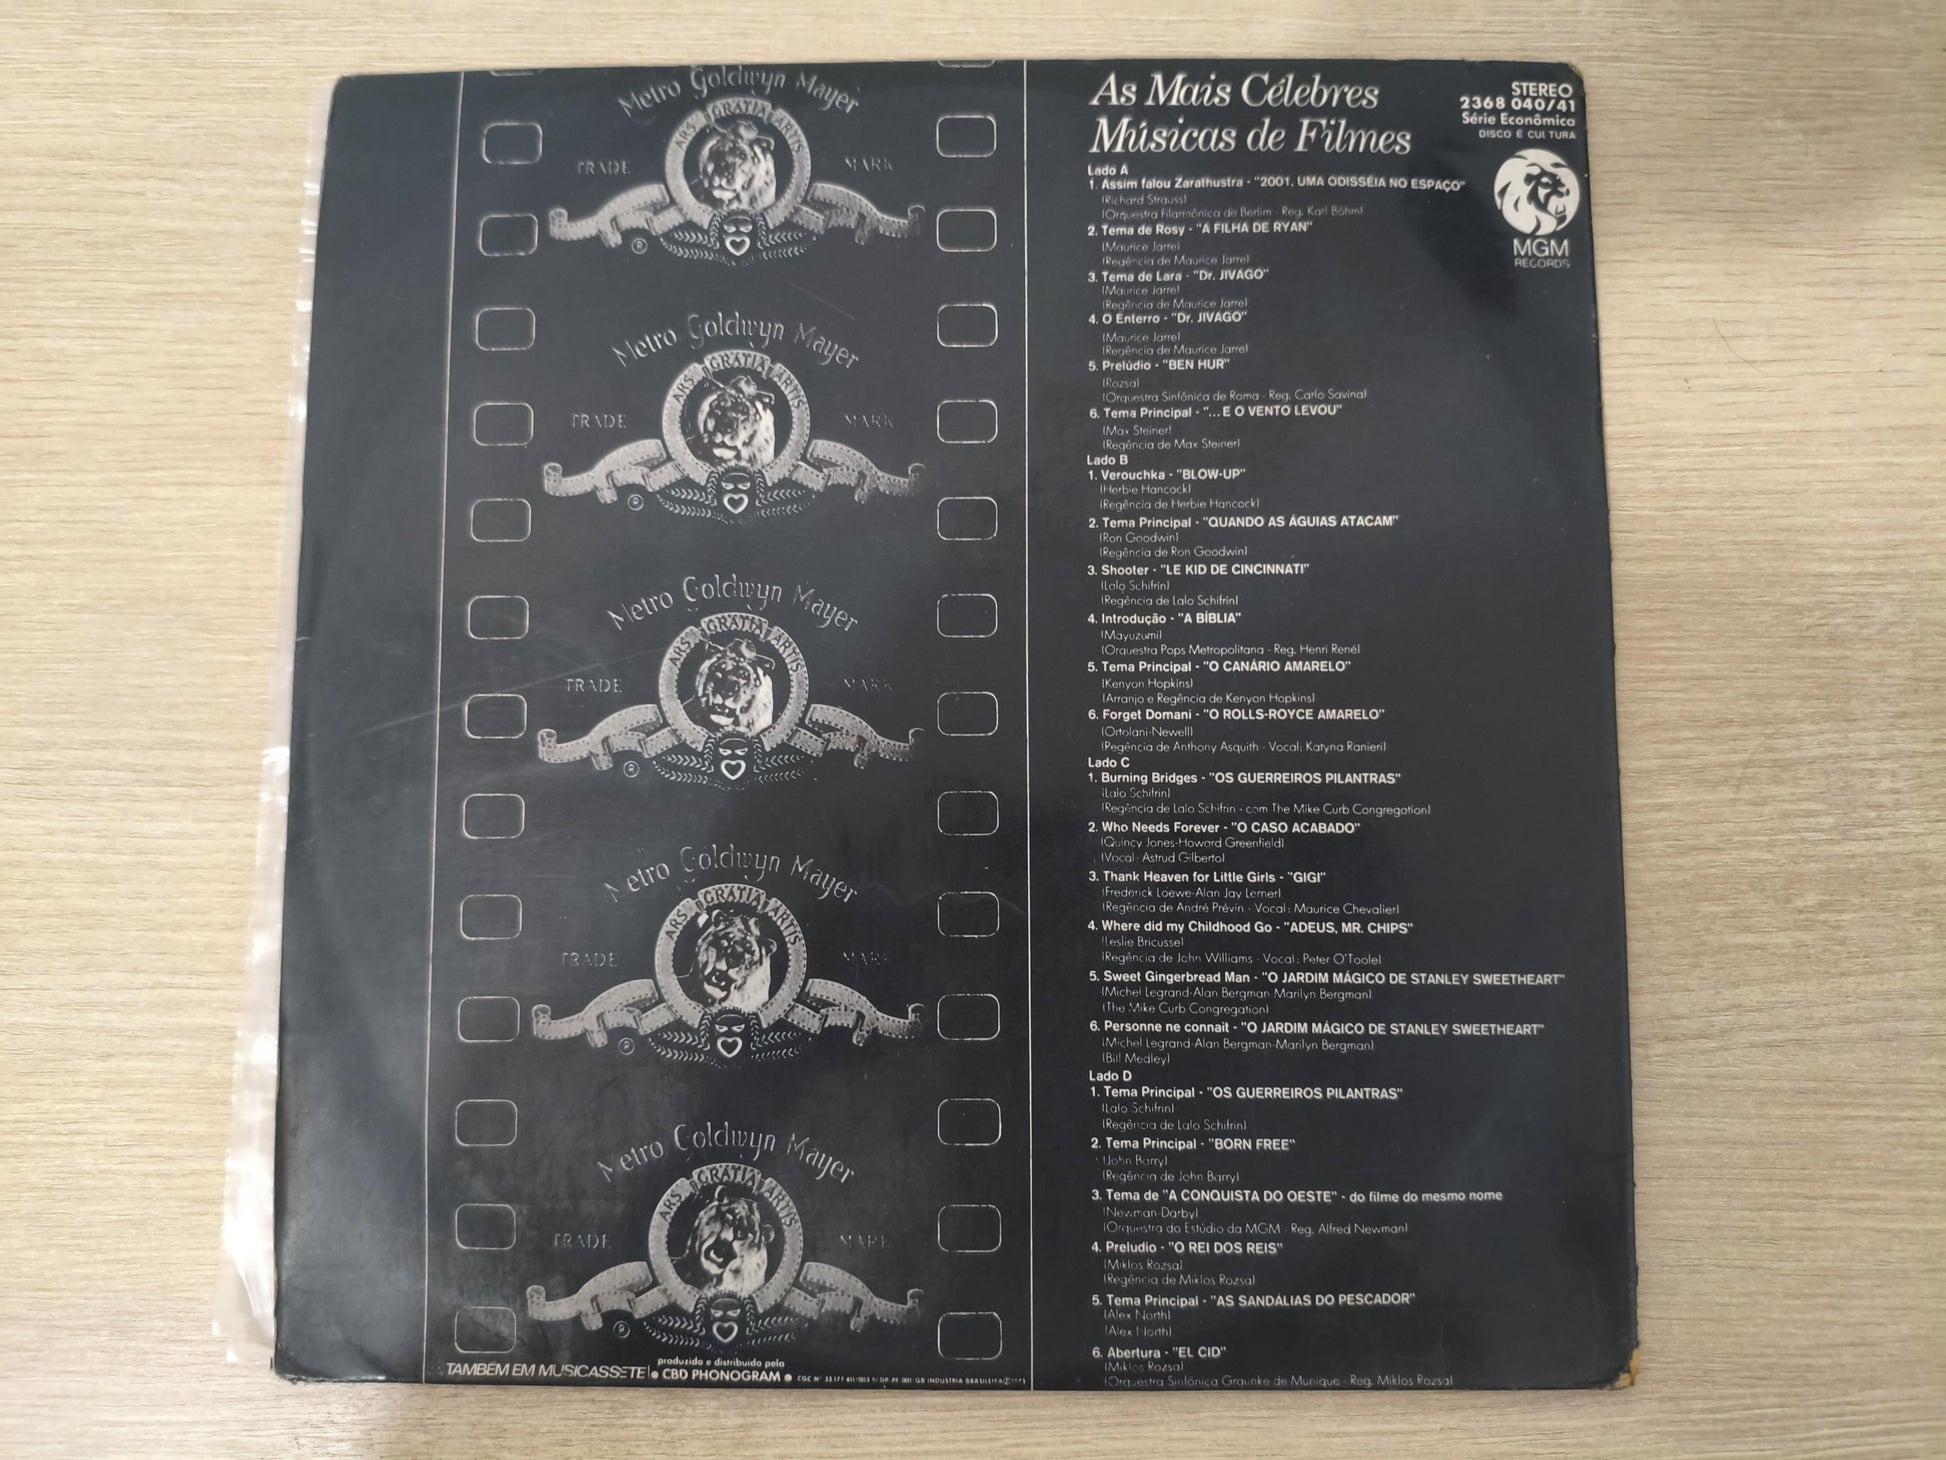 Metro Goldwyn Mayer
ARS GRATIA ARTIS
TRADE MARK
®
Metro Goldwyn Mayer
ARS GRATIA ARTIS
TRADE MARK
®
Metro Goldwyn Mayer
ARS GRATIA ARTIS
TRADE MARK
®
Metro Goldwyn Mayer
ARS GRATIA ARTIS
TRADE MARK
®
Metro Goldwyn Mayer
ARS GRATIA ARTIS
TRADE MARK
®
TAMBÉM EM MUSICASSETE
produzido e distribuído pela
CBD PHONOGRAM
INDUSTRIA BRASILEIRA
As Mais Célebres
Músicas de Filmes
STEREO
2368 040/41
Série Econômica
DISCO É CULTURA
MGM
RECORDS
Lado A
1. Assim falou Zarathustra - "2001, UMA ODISSÉIA NO ESPAÇO"
(Richard Strauss)
(Orquestra Filarmônica de Berlim - Reg. Karl Böhm)
2. Tema de Rosy - "A FILHA DE RYAN"
(Maurice Jarre)
(Regência de Maurice Jarre)
3. Tema de Lara - "Dr. JIVAGO"
(Maurice Jarre)
(Regência de Maurice Jarre)
4. O Enterro - "Dr. JIVAGO"
(Maurice Jarre)
(Regência de Maurice Jarre)
5. Prelúdio - "BEN HUR"
(Rozsa)
(Orquestra Sinfônica de Roma - Reg. Carlo Savina)
6. Tema Principal - "... E O VENTO LEVOU"
(Max Steiner)
(Regência de Max Steiner)
Lado B
1. Verouchka - "BLOW-UP"
(Herbie Hancock)
(Regência de Herbie Hancock)
2. Tema Principal - "QUANDO AS ÁGUIAS ATACAM"
(Ron Goodwin)
(Regência de Ron Goodwin)
3. Shooter - "LE KID DE CINCINNATI"
(Lalo Schifrin)
(Regência de Lalo Schifrin)
4. Introdução - "A BÍBLIA"
(Mayuzumi)
(Orquestra Pops Metropolitana - Reg. Henri René)
5. Tema Principal - "O CANÁRIO AMARELO"
(Kenyon Hopkins)
(Arranjo e Regência de Kenyon Hopkins)
6. Forget Domani - "O ROLLS-ROYCE AMARELO"
(Ortolani-Newell)
(Regência de Anthony Asquith - Vocal: Katyna Ranieri)
Lado C
1. Burning Bridges - "OS GUERREIROS PILANTRAS"
(Lalo Schifrin)
(Regência de Lalo Schifrin - com The Mike Curb Congregation)
2. Who Needs Forever - "O CASO ACABADO"
(Quincy Jones-Howard Greenfield)
(Vocal: Astrud Gilberto)
3. Thank Heaven for Little Girls - "GIGI"
(Frederick Loewe-Alan Jay Lerner)
(Regência de André Prévin - Vocal: Maurice Chevalier)
4. Where did my Childhood Go - "ADEUS, MR. CHIPS"
(Leslie Bricusse)
(Regência de John Williams - Vocal: Peter O'Toole)
5. Sweet Gingerbread Man - "O JARDIM MÁGICO DE STANLEY SWEETHEART"
(Michel Legrand-Alan Bergman Marilyn Bergman)
(The Mike Curb Congregation)
6. Personne ne connait - "O JARDIM MÁGICO DE STANLEY SWEETHEART"
(Michel Legrand-Alan Bergman-Marilyn Bergman)
(Bill Medley)
Lado D
1. Tema Principal - "OS GUERREIROS PILANTRAS"
(Lalo Schifrin)
(Regência de Lalo Schifrin)
2. Tema Principal - "BORN FREE"
(John Barry)
(Regência de John Barry)
3. Tema de "A CONQUISTA DO OESTE" - do filme do mesmo nome
(Newman-Darby)
(Orquestra do Estúdio da MGM - Reg. Alfred Newman)
4. Preludio - "O REI DOS REIS"
(Miklos Rozsa)
(Regência de Miklos Rozsa)
5. Tema Principal - "AS SANDÁLIAS DO PESCADOR"
(Alex North)
(Alex North)
6. Abertura - "EL CID"
(Miklos Rozsa)
(Orquestra Sinfônica Graunke de Munique - Reg. Miklos Rozsa)